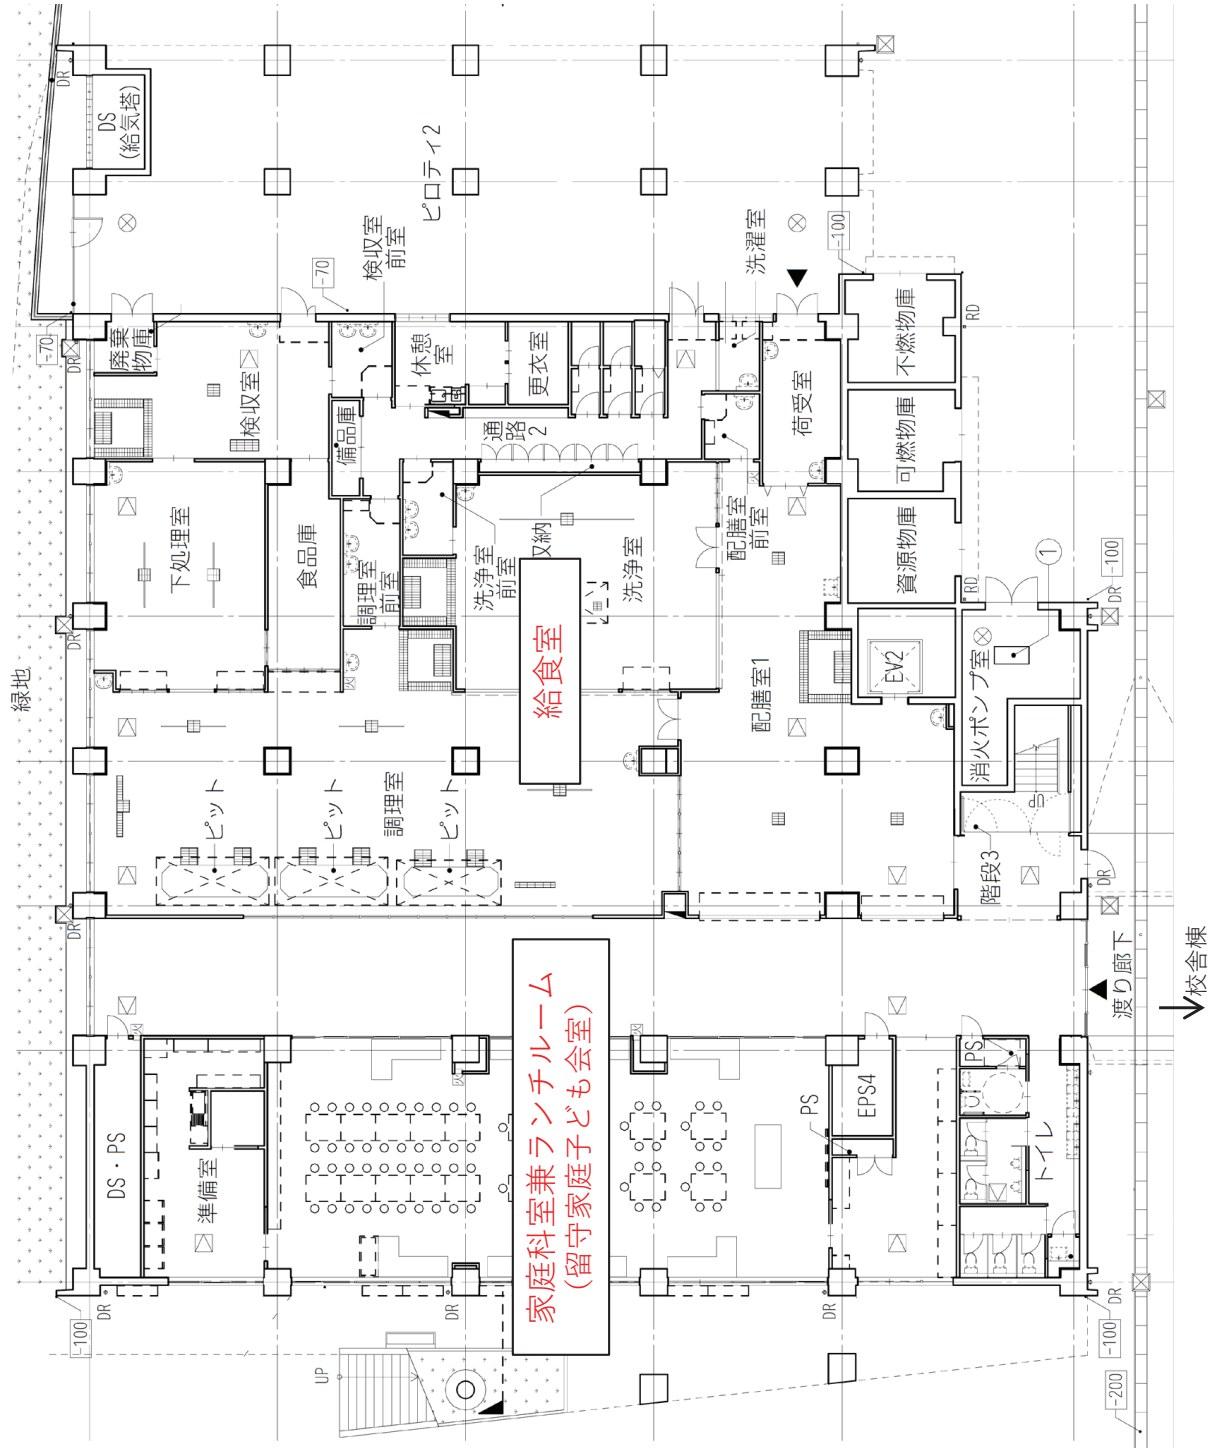 DR
DS
(給気塔)
ピロティ2
検収室
前室
洗濯室
-100
-70
-70
DR
廃棄
物庫
検収室
休憩
室
更衣室
備品庫
通路
2
荷受室
不燃物庫
RD
可燃物庫
資源物庫
RD
下処理室
食品庫
調理室
前室
洗浄室
前室
収納
洗浄室
配膳室
前室
1
-100
DR
DR
緑地
給食室
配膳室1
EV2
消火ポンプ室
UP
調理室
ピット
ピット
ピット
階段3
DR
DR
渡り廊下
校舎棟
DS・PS
準備室
家庭科室兼ランチルーム
(留守家庭子ども会室)
PS
EPS4
PS
トイレ
火
火
火
火
火
-100
DR
DR
DR
DR
-100
-200
UP